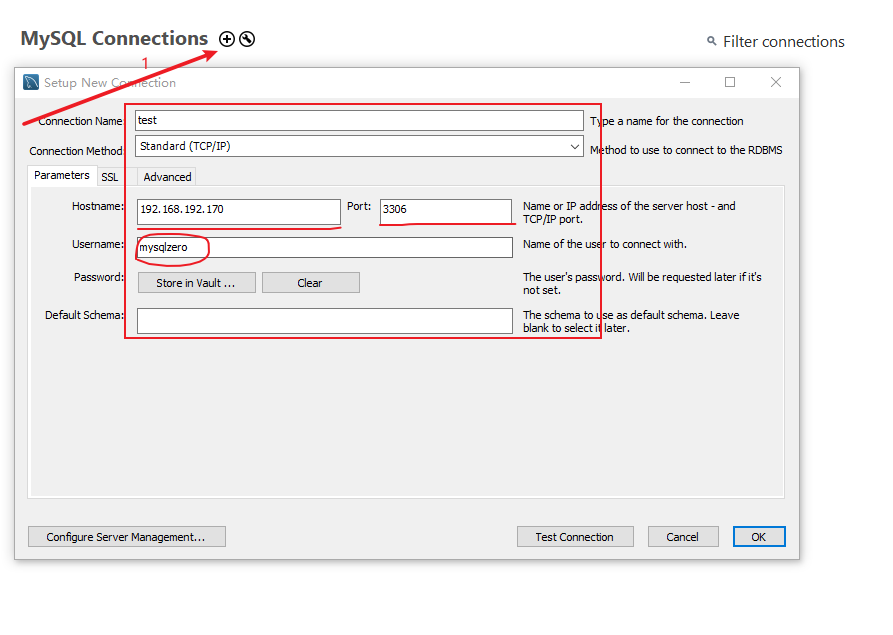 MySQL Connections
Filter connections
1
Setup New Connection
Connection Name: test Type a name for the connection
Connection Method: Standard (TCP/IP) Method to use to connect to the RDBMS
Parameters SSL Advanced
Hostname: 192.168.192.170 Port: 3306 Name or IP address of the server host - and
TCP/IP port.
Username: mysqlzero Name of the user to connect with.
Password: Store in Vault ... Clear The user's password. Will be requested later if it's
not set.
Default Schema: The schema to use as default schema. Leave
blank to select it later.
Configure Server Management... Test Connection Cancel OK